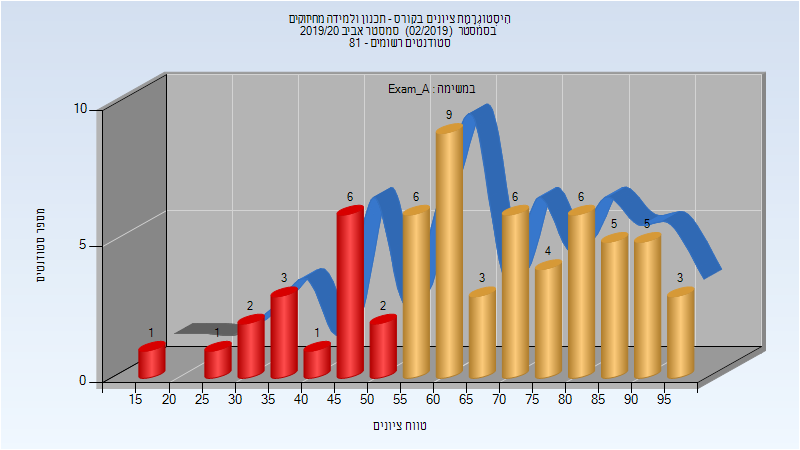 היסטוגרמת ציונים בקורס - תכנון ולמידה מחיזוקים
בסמסטר (02/2019) סמסטר אביב 2019/20
סטודנטים רשומים - 81
במשימה : Exam_A
10
5
0
מספר סטודנטים
1 1 2 3 1 6 2 6 9 3 6 4 6 5 5 3
15 20 25 30 35 40 45 50 55 60 65 70 75 80 85 90 95
טווח ציונים